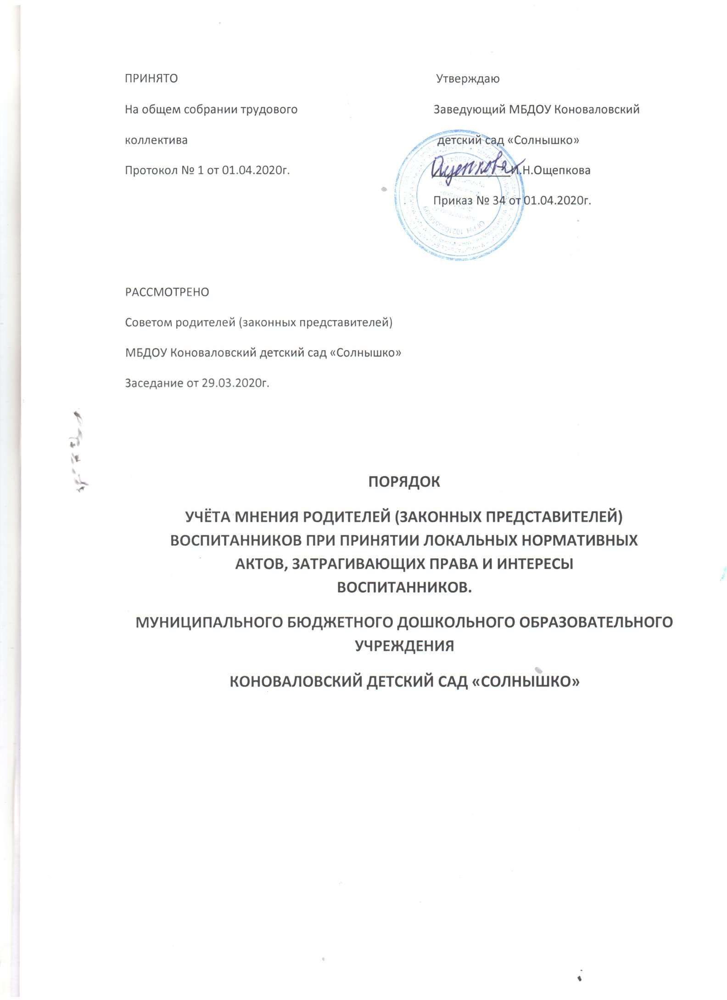 ПРИНЯТО
На общем собрании трудового
коллектива
Протокол № 1 от 01.04.2020г.
Утверждаю
Заведующий МБДОУ Коноваловский
детский сад «Солнышко»
Ощепкова И.Н.Ощепкова
Приказ № 34 от 01.04.2020г.
ОГРН
РАССМОТРЕНО
Советом родителей (законных представителей)
МБДОУ Коноваловский детский сад «Солнышко»
Заседание от 29.03.2020г.
ПОРЯДОК
УЧЁТА МНЕНИЯ РОДИТЕЛЕЙ (ЗАКОННЫХ ПРЕДСТАВИТЕЛЕЙ)
ВОСПИТАННИКОВ ПРИ ПРИНЯТИИ ЛОКАЛЬНЫХ НОРМАТИВНЫХ
АКТОВ, ЗАТРАГИВАЮЩИХ ПРАВА И ИНТЕРЕСЫ
ВОСПИТАННИКОВ.
МУНИЦИПАЛЬНОГО БЮДЖЕТНОГО ДОШКОЛЬНОГО ОБРАЗОВАТЕЛЬНОГО
УЧРЕЖДЕНИЯ
КОНОВАЛОВСКИЙ ДЕТСКИЙ САД «СОЛНЫШКО»